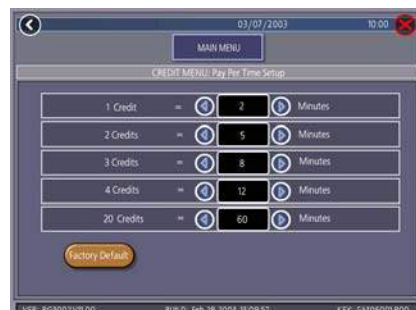 03/07/2003 10:00
MAIN MENU
CREDIT MENU: Pay Per Time Setup
1 Credit = 2 Minutes
2 Credits = 5 Minutes
3 Credits = 8 Minutes
4 Credits = 12 Minutes
20 Credits = 60 Minutes
Factory Default